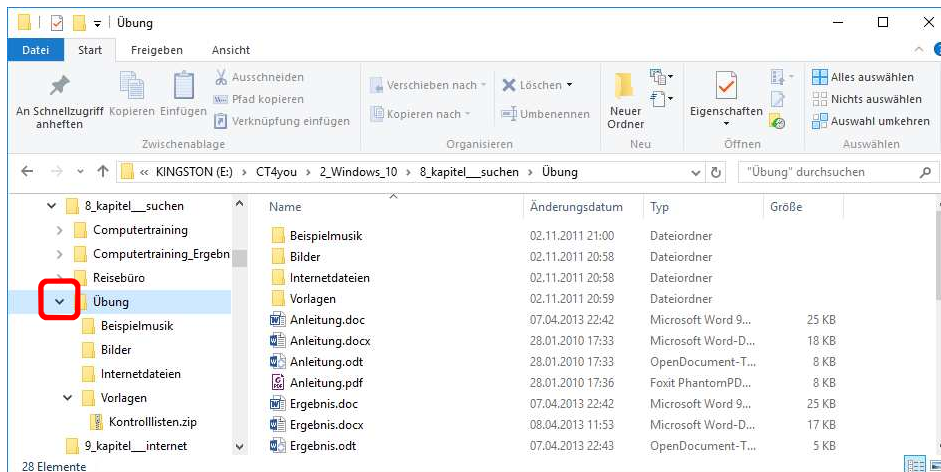 Übung
Datei Start Freigeben Ansicht
An Schnellzugriff anheften
Kopieren
Einfügen
Ausschneiden
Pfad kopieren
Verknüpfung einfügen
Zwischenablage
Verschieben nach
Kopieren nach
Löschen
Umbenennen
Organisieren
Neuer Ordner
Neu
Eigenschaften
Öffnen
Alles auswählen
Nichts auswählen
Auswahl umkehren
Auswählen
« KINGSTON (E:) > CT4you > 2_Windows_10 > 8_kapitel__suchen > Übung
"Übung" durchsuchen
8_kapitel__suchen
Computertraining
Computertraining_Ergebn
Reisebüro
Übung
Beispielmusik
Bilder
Internetdateien
Vorlagen
Kontrolllisten.zip
9_kapitel__internet
Name Änderungsdatum Typ Größe
Beispielmusik 02.11.2011 21:00 Dateiordner
Bilder 02.11.2011 20:58 Dateiordner
Internetdateien 02.11.2011 20:58 Dateiordner
Vorlagen 02.11.2011 20:59 Dateiordner
Anleitung.doc 07.04.2013 22:42 Microsoft Word 9... 25 KB
Anleitung.docx 28.01.2010 17:33 Microsoft Word-D... 18 KB
Anleitung.odt 28.01.2010 17:33 OpenDocument-T... 8 KB
Anleitung.pdf 28.01.2010 17:36 Foxit PhantomPD... 8 KB
Ergebnis.doc 07.04.2013 22:42 Microsoft Word 9... 25 KB
Ergebnis.docx 08.04.2013 11:53 Microsoft Word-D... 17 KB
Ergebnis.odt 07.04.2013 22:43 OpenDocument-T... 5 KB
28 Elemente